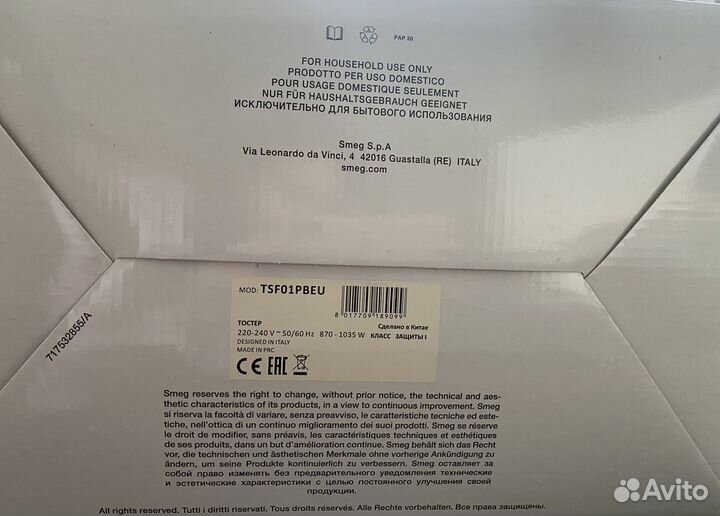 PAP 20
FOR HOUSEHOLD USE ONLY
PRODOTTO PER USO DOMESTICO
POUR USAGE DOMESTIQUE SEULEMENT
NUR FÜR HAUSHALTSGEBRAUCH GEEIGNET
ИСКЛЮЧИТЕЛЬНО ДЛЯ БЫТОВОГО ИСПОЛЬЗОВАНИЯ
Smeg S.p.A
Via Leonardo da Vinci, 4 42016 Guastalla (RE) ITALY
smeg.com
717532855/A
MOD: TSF01PBEU
8 017709 189099
ТОСТЕР
Сделано в Китае
220-240 V ~ 50/60 Hz 870 - 1035 W КЛАСС ЗАЩИТЫ I
DESIGNED IN ITALY
MADE IN PRC
CE EAC
Smeg reserves the right to change, without prior notice, the technical and aes-
thetic characteristics of its products, in a view to continuous improvement. Smeg
si riserva la facoltà di variare, senza preavviso, le caratteristiche tecniche ed este-
tiche, nell'ottica di un continuo miglioramento dei suoi prodotti. Smeg se réserve
le droit de modifier, sans préavis, les caractéristiques techniques et esthétiques
de ses produits, dans un but d'amélioration continue. Smeg behält sich das Recht
vor, die technischen und ästhetischen Merkmale ohne vorherige Ankündigung zu
ändern, um seine Produkte kontinuierlich zu verbessern. Smeg оставляет за
собой право изменять без предварительного уведомления технические
и эстетические характеристики с целью постоянного улучшения своей
продукции.
All rights reserved. Tutti i diritti riservati. Tous droits réservés. Alle Rechte vorbehalten. Все права защищены.
Avito